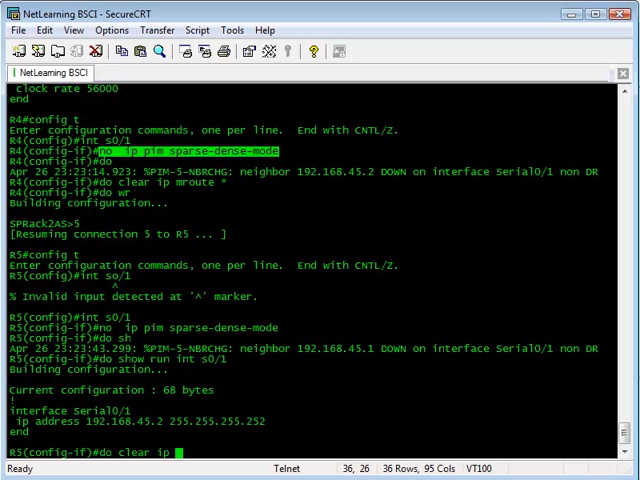 NetLearning BSCI - SecureCRT
File Edit View Options Transfer Script Tools Help
NetLearning BSCI
clock rate 56000
end
R4#config t
Enter configuration commands, one per line.  End with CNTL/Z.
R4(config)#int s0/1
R4(config-if)#no  ip pim sparse-dense-mode
R4(config-if)#do
Apr 26 23:23:14.923: %PIM-5-NBRCHG: neighbor 192.168.45.2 DOWN on interface Serial0/1 non DR
R4(config-if)#do clear ip mroute *
R4(config-if)#do wr
Building configuration...
SPRack2AS>5
[Resuming connection 5 to R5 ... ]
R5#config t
Enter configuration commands, one per line.  End with CNTL/Z.
R5(config)#int so/1
^
% Invalid input detected at '^' marker.
R5(config)#int s0/1
R5(config-if)#no  ip pim sparse-dense-mode
R5(config-if)#do sh
Apr 26 23:23:43.299: %PIM-5-NBRCHG: neighbor 192.168.45.1 DOWN on interface Serial0/1 non DR
R5(config-if)#do show run int s0/1
Building configuration...
Current configuration : 68 bytes
!
interface Serial0/1
ip address 192.168.45.2 255.255.255.252
end
R5(config-if)#do clear ip
Ready Telnet 36, 26 36 Rows, 95 Cols VT100